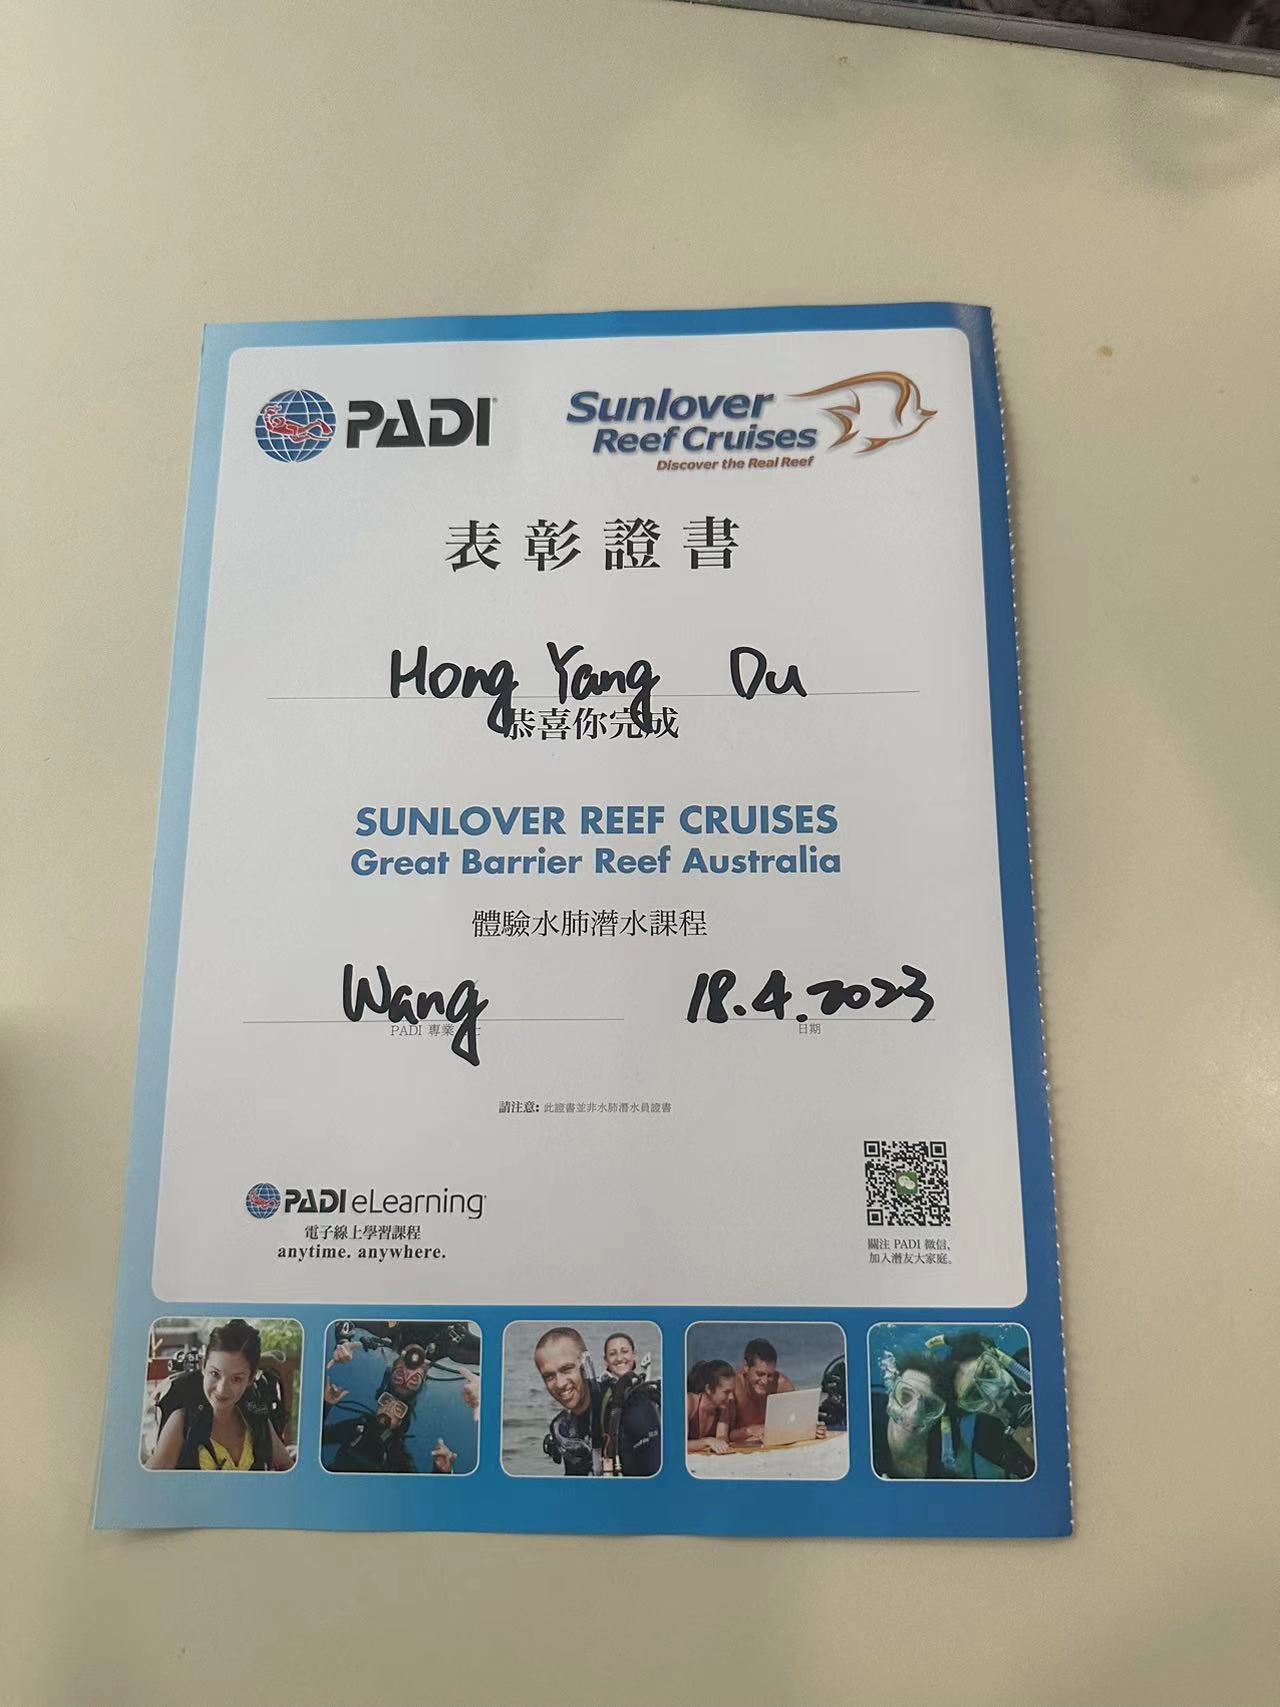 PADI
Sunlover
Reef Cruises
Discover the Real Reef
表彰證書
Hong Yang Du
恭喜你完成
SUNLOVER REEF CRUISES
Great Barrier Reef Australia
體驗水肺潛水課程
Wang 18.4.2023
PADI 專業 日期
請注意: 此證書並非水肺潛水員證書
PADI eLearning
電子線上學習課程
anytime. anywhere.
關注 PADI 微信,
加入潛友大家庭。